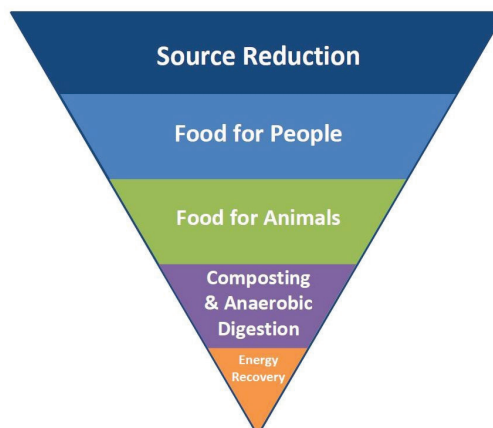 Source Reduction
Food for People
Food for Animals
Composting
& Anaerobic
Digestion
Energy
Recovery